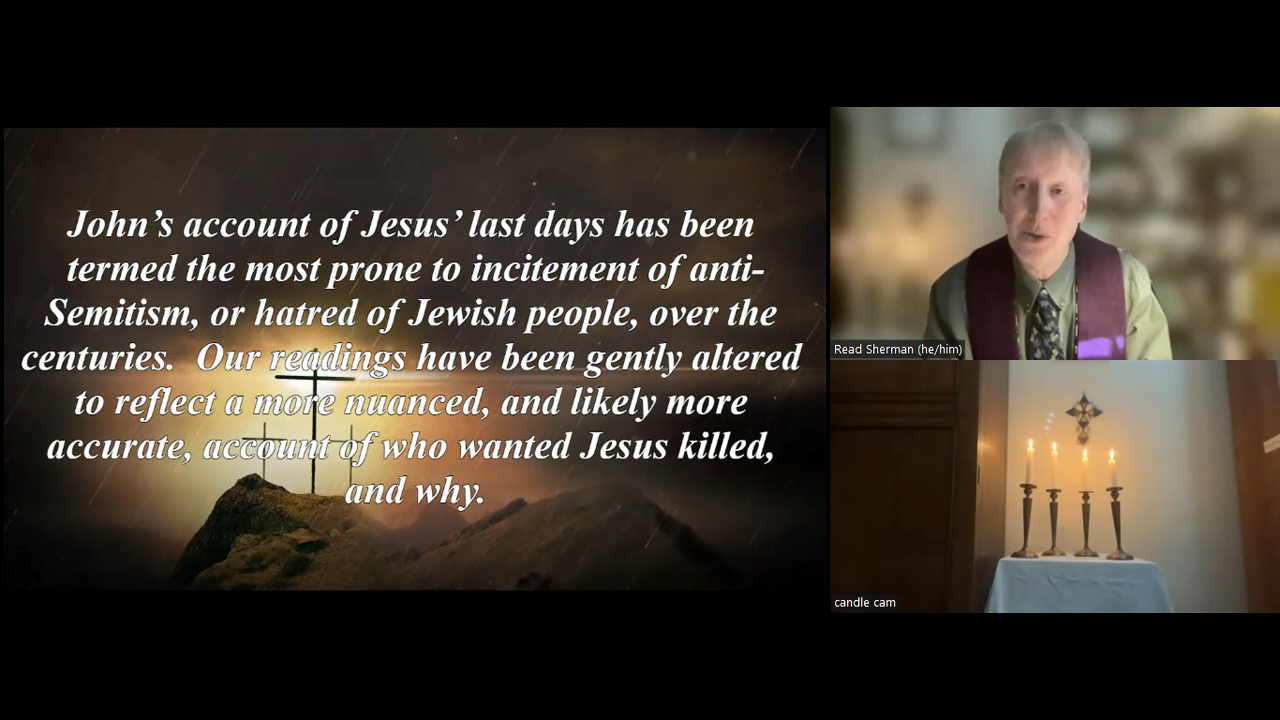 John’s account of Jesus’ last days has been
termed the most prone to incitement of anti-
Semitism, or hatred of Jewish people, over the
centuries.  Our readings have been gently altered
to reflect a more nuanced, and likely more
accurate, account of who wanted Jesus killed,
and why.
Read Sherman (he/him)
candle cam